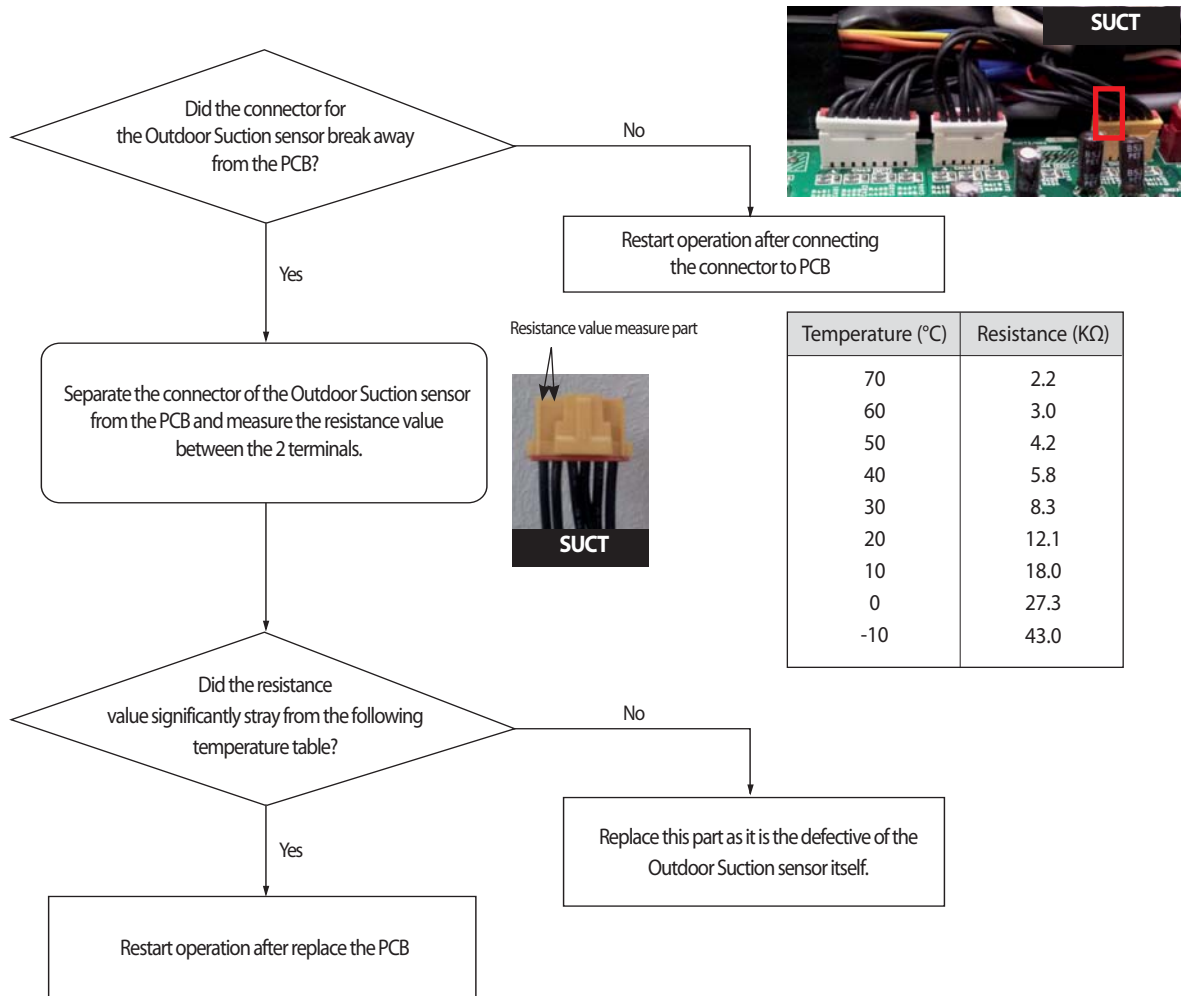 SUCT
Did the connector for
the Outdoor Suction sensor break away
from the PCB?
No
Restart operation after connecting
the connector to PCB
Yes
Resistance value measure part
Separate the connector of the Outdoor Suction sensor
from the PCB and measure the resistance value
between the 2 terminals.
SUCT
Temperature (°C) Resistance (KΩ)
70 2.2
60 3.0
50 4.2
40 5.8
30 8.3
20 12.1
10 18.0
0 27.3
-10 43.0
Did the resistance
value significantly stray from the following
temperature table?
No
Replace this part as it is the defective of the
Outdoor Suction sensor itself.
Yes
Restart operation after replace the PCB